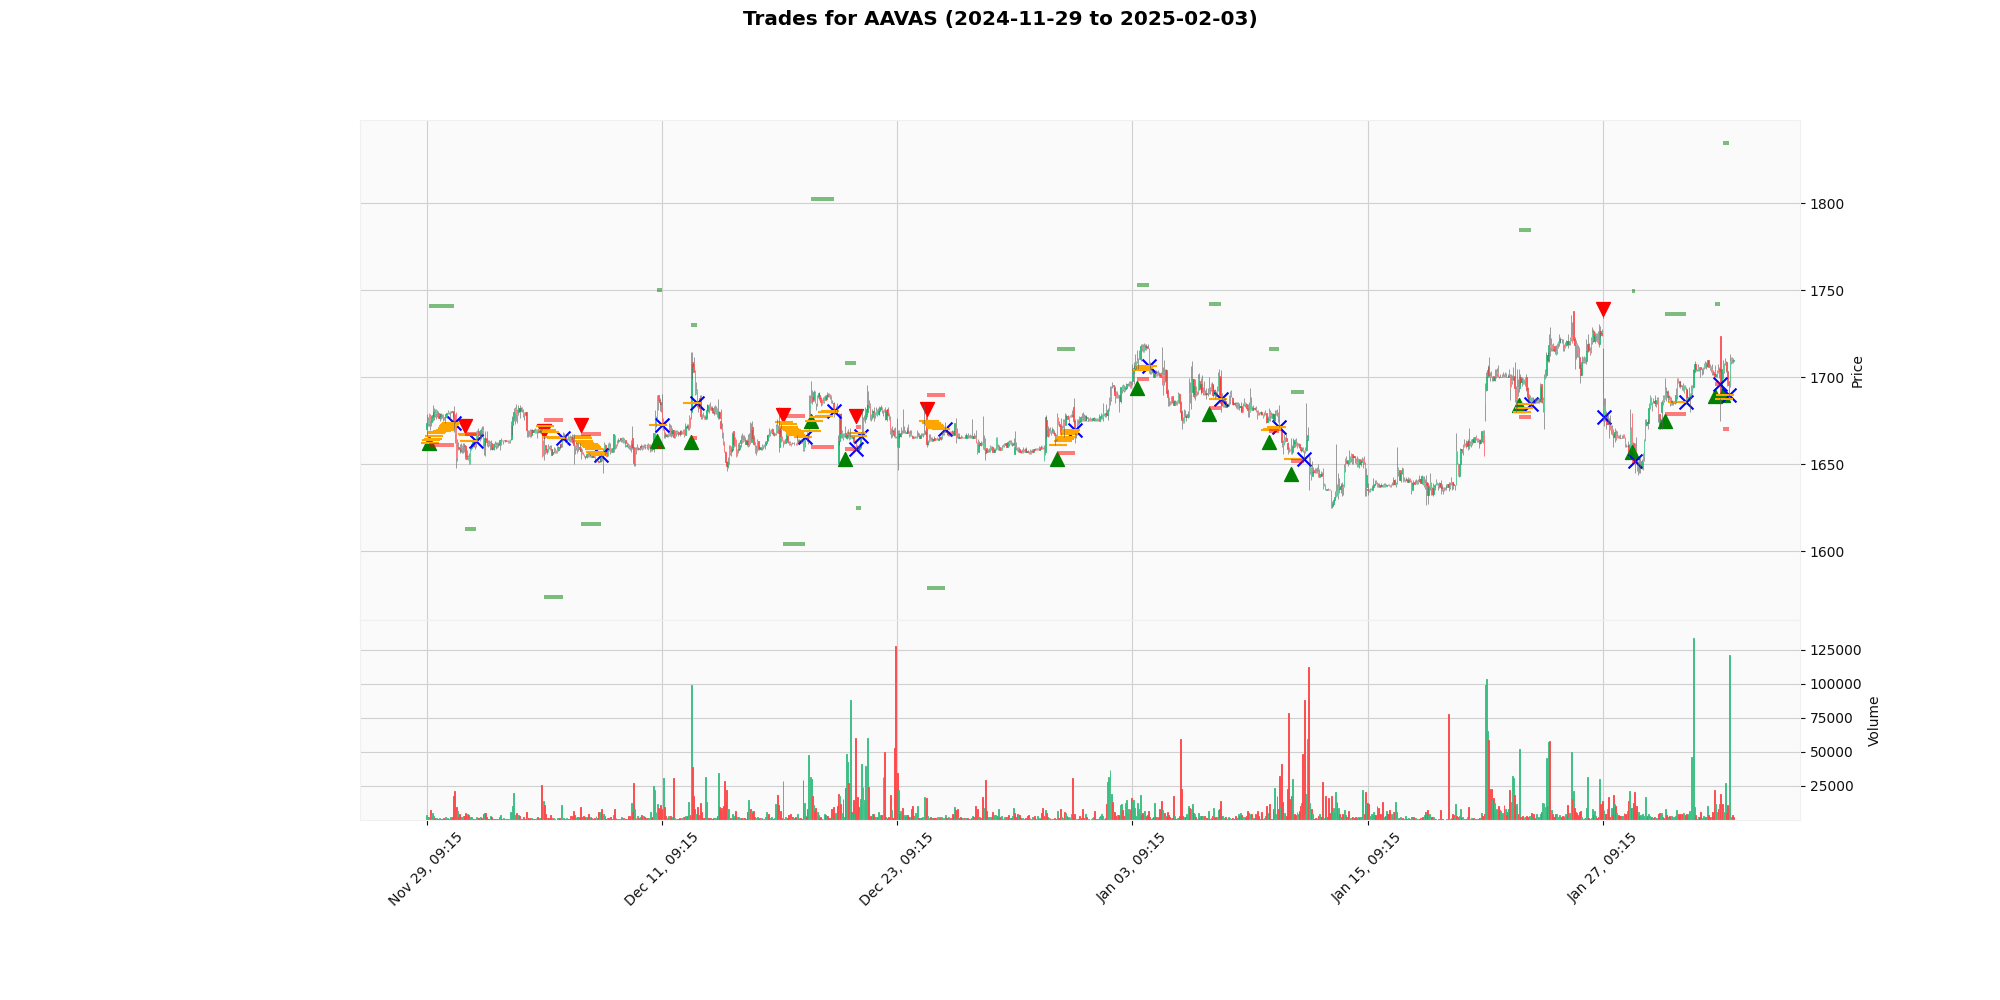 Trades for AAVAS (2024-11-29 to 2025-02-03)
1800
1750
1700
1650
1600
Price
125000
100000
75000
50000
25000
Volume
Nov 29, 09:15
Dec 11, 09:15
Dec 23, 09:15
Jan 03, 09:15
Jan 15, 09:15
Jan 27, 09:15